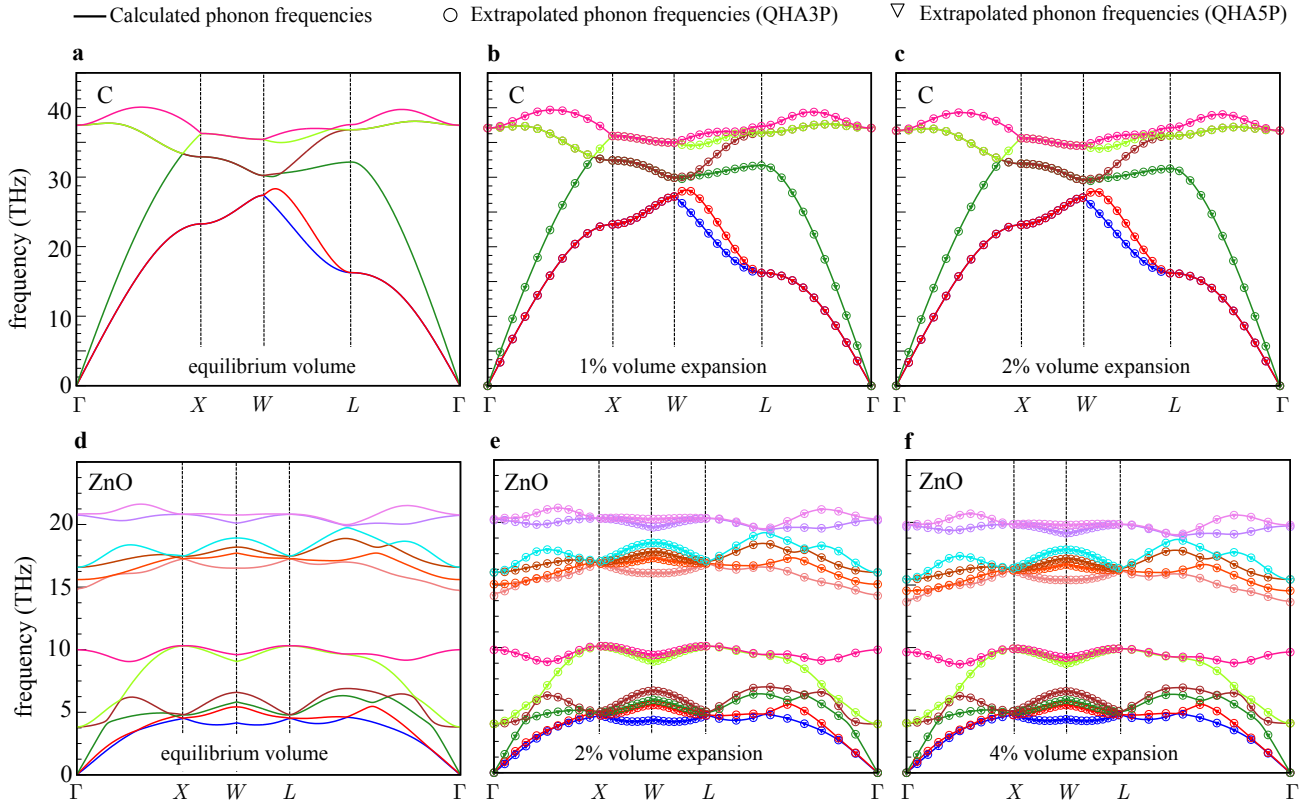 Calculated phonon frequencies
Extrapolated phonon frequencies (QHA3P)
Extrapolated phonon frequencies (QHA5P)
a
b
c
C
C
C
frequency (THz)
40
30
20
10
0
equilibrium volume
1% volume expansion
2% volume expansion
Γ X W L Γ
Γ X W L Γ
Γ X W L Γ
d
e
f
ZnO
ZnO
ZnO
frequency (THz)
20
15
10
5
0
equilibrium volume
2% volume expansion
4% volume expansion
Γ X W L Γ
Γ X W L Γ
Γ X W L Γ